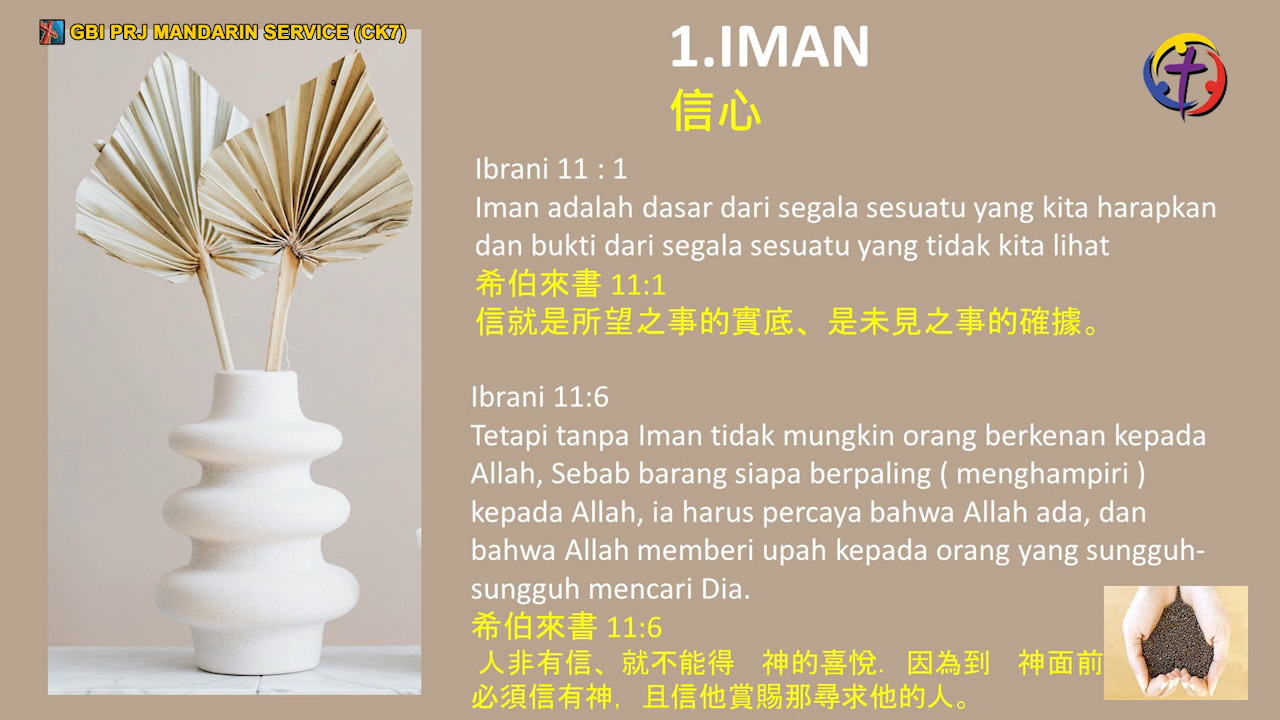 GBI PRJ MANDARIN SERVICE (CK7)
1.IMAN
信心
Ibrani 11 : 1
Iman adalah dasar dari segala sesuatu yang kita harapkan
dan bukti dari segala sesuatu yang tidak kita lihat
希伯來書 11:1
信就是所望之事的實底、是未見之事的確據。
Ibrani 11:6
Tetapi tanpa Iman tidak mungkin orang berkenan kepada
Allah, Sebab barang siapa berpaling ( menghampiri )
kepada Allah, ia harus percaya bahwa Allah ada, dan
bahwa Allah memberi upah kepada orang yang sungguh-
sungguh mencari Dia.
希伯來書 11:6
人非有信、就不能得　神的喜悅．因為到　神面前
必須信有神，且信他賞賜那尋求他的人。